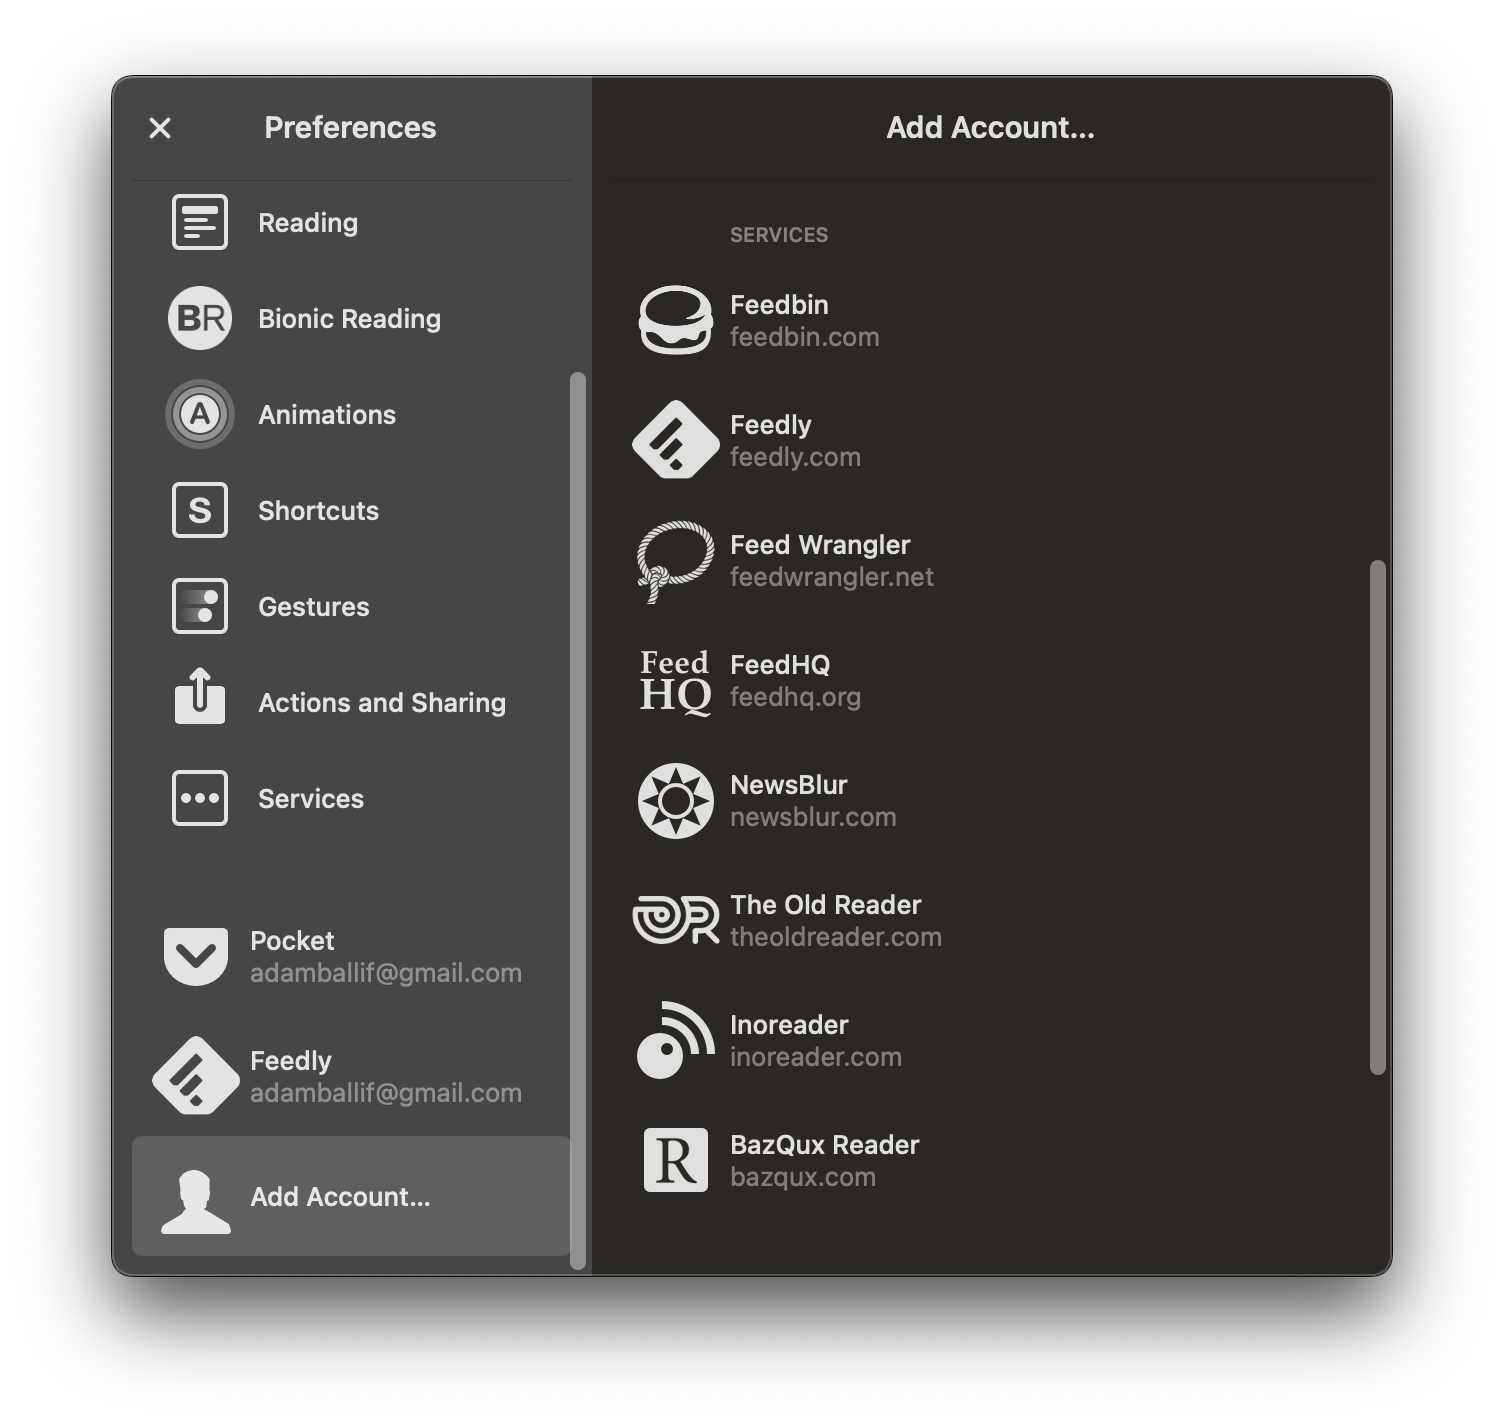 Preferences
Reading
BR
Bionic Reading
A
Animations
S
Shortcuts
Gestures
Actions and Sharing
Services
Pocket
adamballif@gmail.com
Feedly
adamballif@gmail.com
Add Account...
Add Account...
SERVICES
Feedbin
feedbin.com
Feedly
feedly.com
Feed Wrangler
feedwrangler.net
Feed
HQ
FeedHQ
feedhq.org
NewsBlur
newsblur.com
The Old Reader
theoldreader.com
Inoreader
inoreader.com
R
BazQux Reader
bazqux.com